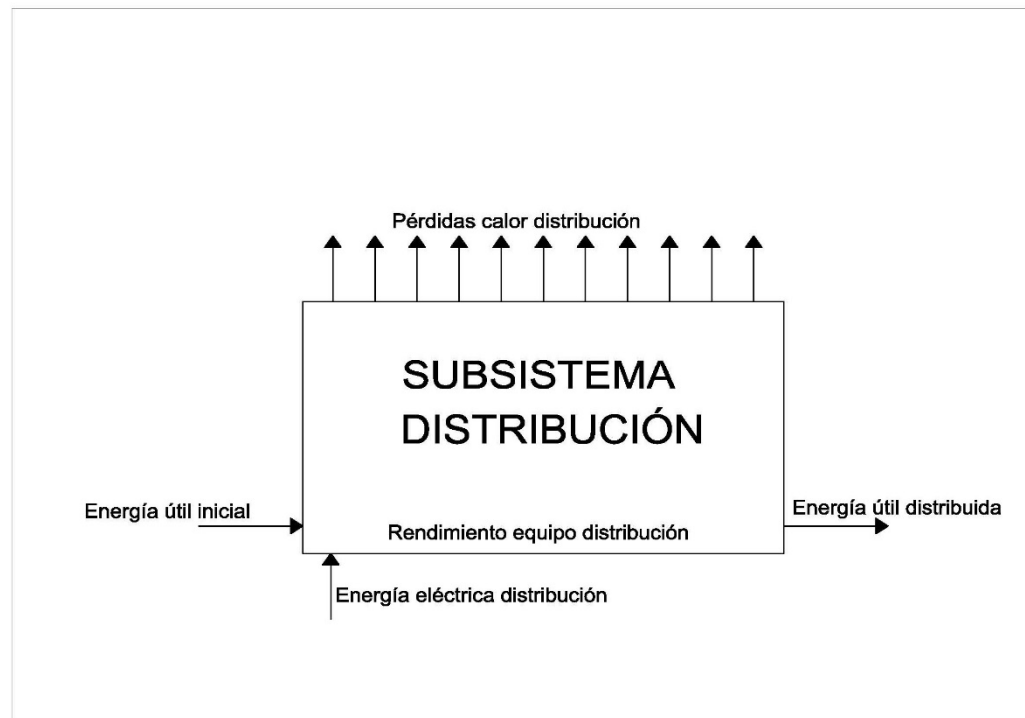 Pérdidas calor distribución
SUBSISTEMA
DISTRIBUCIÓN
Energía útil inicial
Energía útil distribuida
Rendimiento equipo distribución
Energía eléctrica distribución